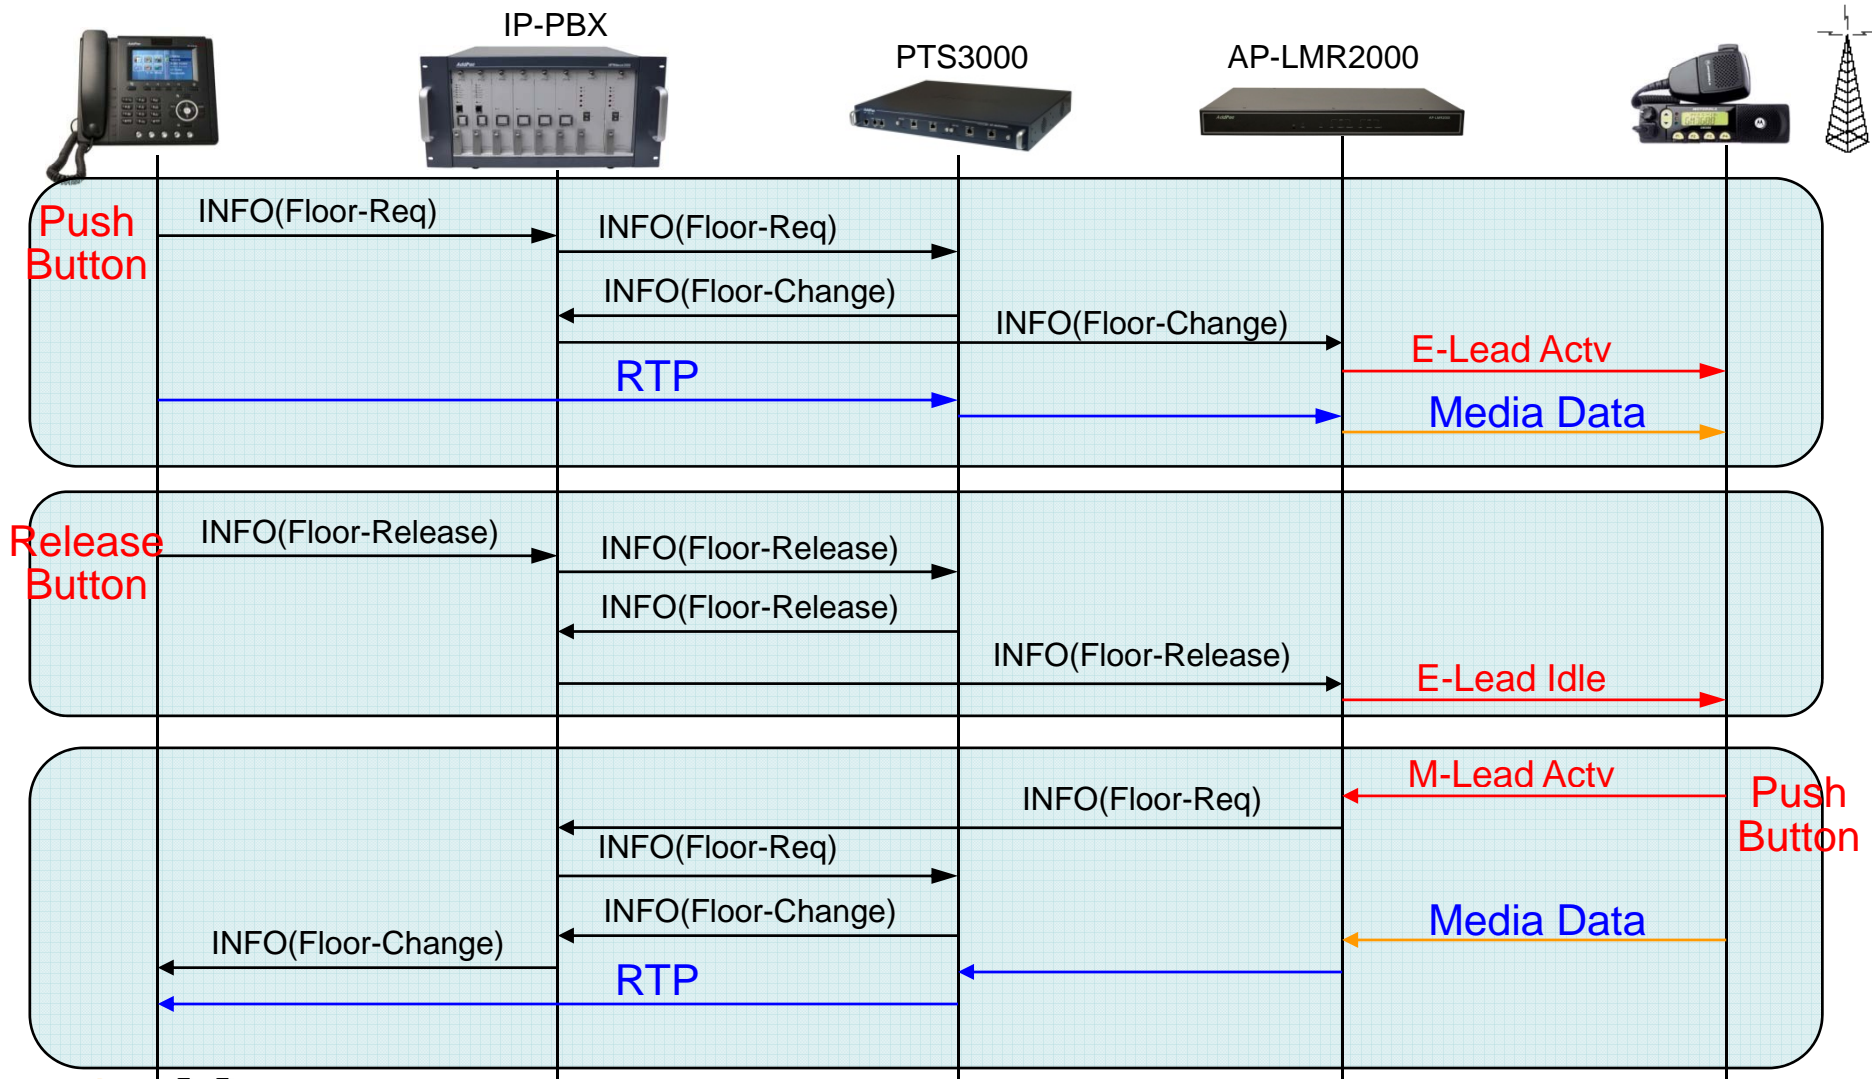 IP-PBX
PTS3000
AP-LMR2000
Push
Button
INFO(Floor-Req)
INFO(Floor-Req)
INFO(Floor-Change)
INFO(Floor-Change)
E-Lead Actv
RTP
Media Data
Release
Button
INFO(Floor-Release)
INFO(Floor-Release)
INFO(Floor-Release)
INFO(Floor-Release)
E-Lead Idle
M-Lead Actv
Push
Button
INFO(Floor-Req)
INFO(Floor-Req)
INFO(Floor-Change)
Media Data
INFO(Floor-Change)
RTP